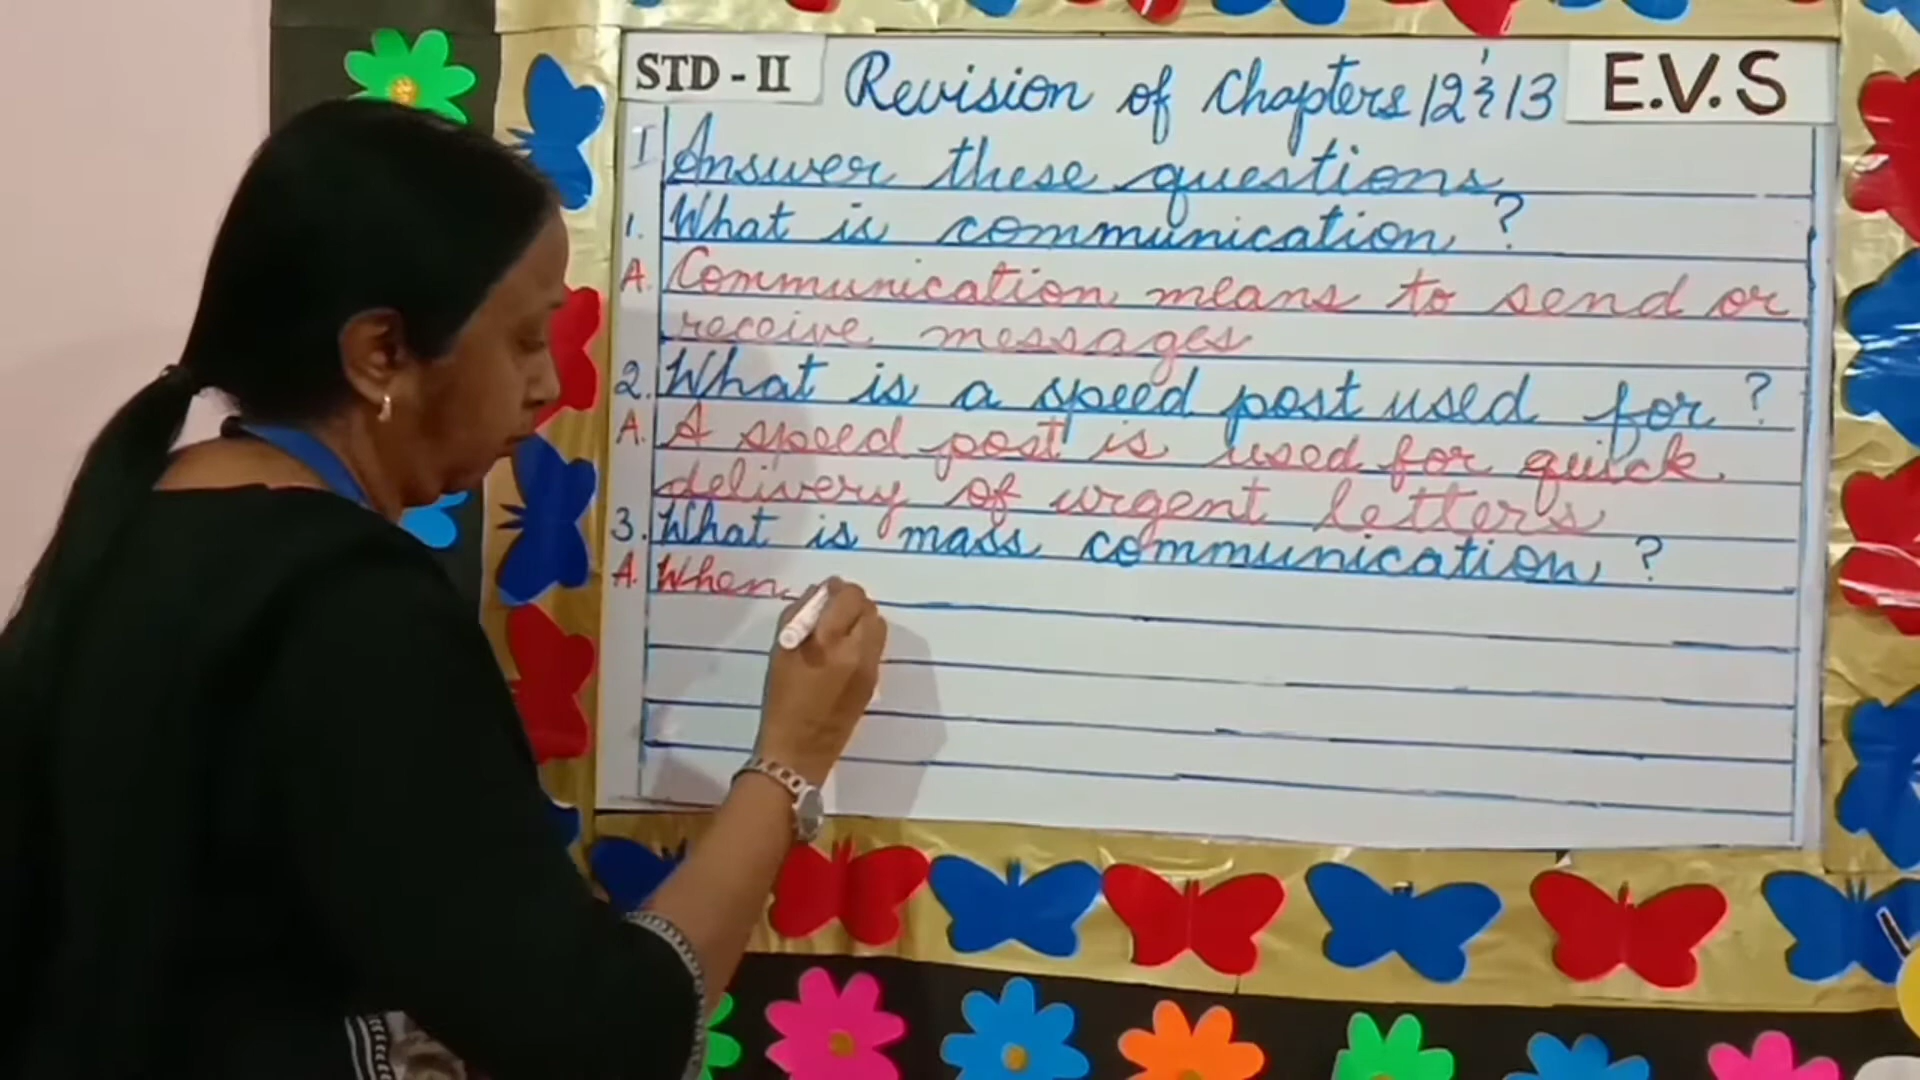 STD - II Revision of Chapters 12 & 13 E.V.S
I Answer these questions
1. What is communication ?
A. Communication means to send or
receive messages
2. What is a speed post used for ?
A. A speed post is used for quick
delivery of urgent letters
3. What is mass communication ?
A. When